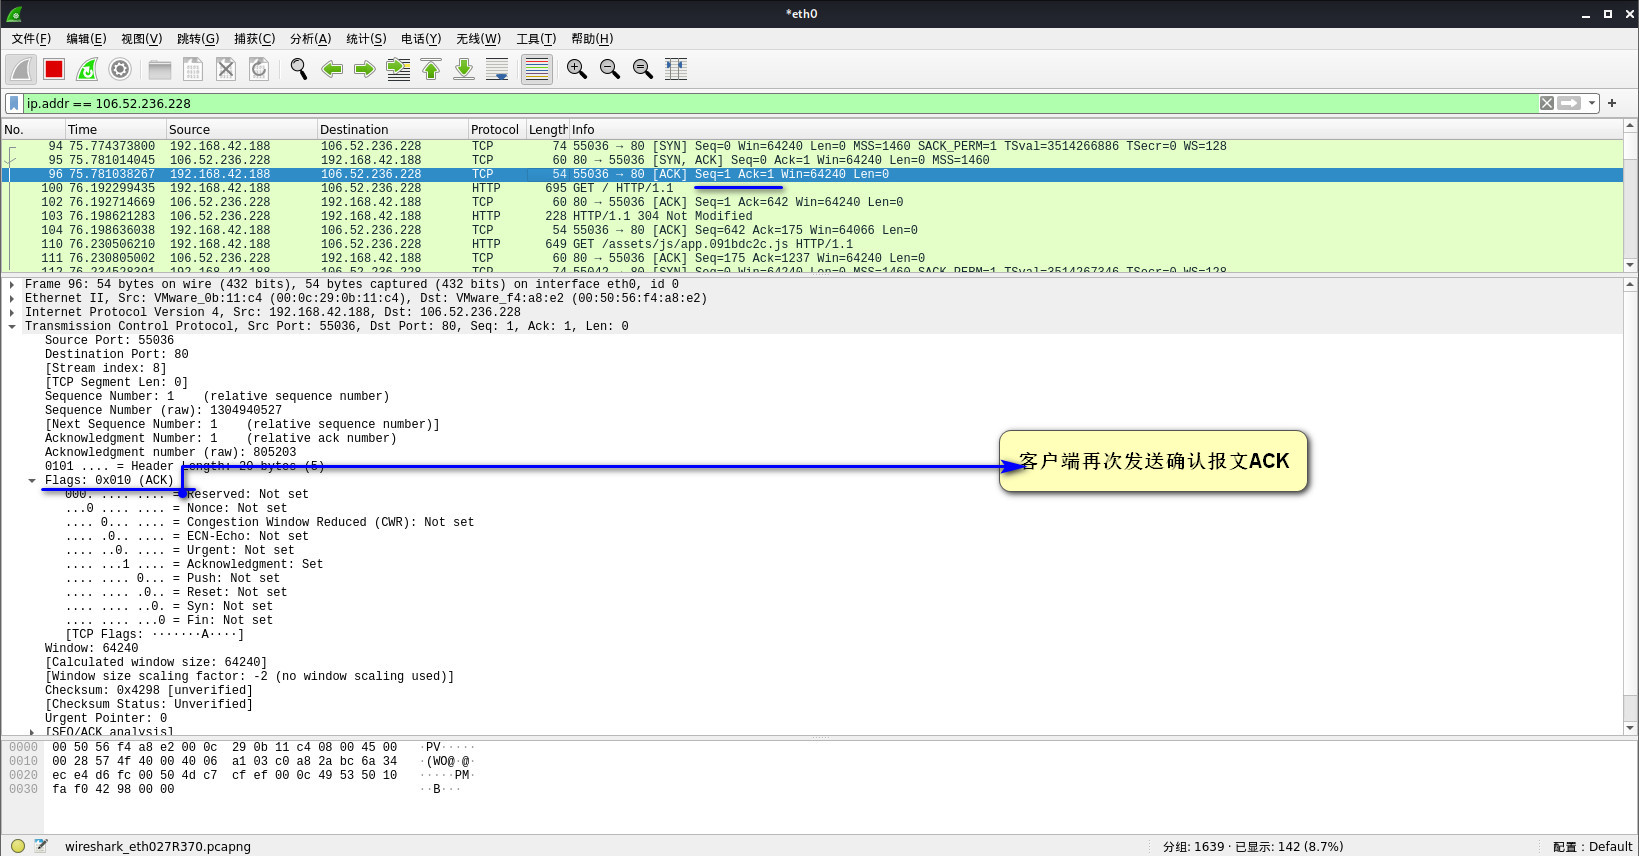 *eth0
文件(F) 编辑(E) 视图(V) 跳转(G) 捕获(C) 分析(A) 统计(S) 电话(Y) 无线(W) 工具(T) 帮助(H)
ip.addr == 106.52.236.228
No. Time Source Destination Protocol Length Info
94 75.774373800 192.168.42.188 106.52.236.228 TCP 74 55036 → 80 [SYN] Seq=0 Win=64240 Len=0 MSS=1460 SACK_PERM=1 TSval=3514266886 TSecr=0 WS=128
95 75.781014045 106.52.236.228 192.168.42.188 TCP 60 80 → 55036 [SYN, ACK] Seq=0 Ack=1 Win=64240 Len=0 MSS=1460
96 75.781038267 192.168.42.188 106.52.236.228 TCP 54 55036 → 80 [ACK] Seq=1 Ack=1 Win=64240 Len=0
100 76.192299435 192.168.42.188 106.52.236.228 HTTP 695 GET / HTTP/1.1
102 76.192714669 106.52.236.228 192.168.42.188 TCP 60 80 → 55036 [ACK] Seq=1 Ack=642 Win=64240 Len=0
103 76.198621283 106.52.236.228 192.168.42.188 HTTP 228 HTTP/1.1 304 Not Modified
104 76.198636038 192.168.42.188 106.52.236.228 TCP 54 55036 → 80 [ACK] Seq=642 Ack=175 Win=64066 Len=0
110 76.230506210 192.168.42.188 106.52.236.228 HTTP 649 GET /assets/js/app.091bdc2c.js HTTP/1.1
111 76.230805002 106.52.236.228 192.168.42.188 TCP 60 80 → 55036 [ACK] Seq=175 Ack=1237 Win=64240 Len=0
112 76.234528391 192.168.42.188 106.52.236.228 TCP 74 55042 → 80 [SYN] Seq=0 Win=64240 Len=0 MSS=1460 SACK_PERM=1 TSval=3514267346 TSecr=0 WS=128
Frame 96: 54 bytes on wire (432 bits), 54 bytes captured (432 bits) on interface eth0, id 0
Ethernet II, Src: VMware_0b:11:c4 (00:0c:29:0b:11:c4), Dst: VMware_f4:a8:e2 (00:50:56:f4:a8:e2)
Internet Protocol Version 4, Src: 192.168.42.188, Dst: 106.52.236.228
Transmission Control Protocol, Src Port: 55036, Dst Port: 80, Seq: 1, Ack: 1, Len: 0
Source Port: 55036
Destination Port: 80
[Stream index: 8]
[TCP Segment Len: 0]
Sequence Number: 1 (relative sequence number)
Sequence Number (raw): 1304940527
[Next Sequence Number: 1 (relative sequence number)]
Acknowledgment Number: 1 (relative ack number)
Acknowledgment number (raw): 805203
0101 .... = Header Length: 20 bytes (5)
客户端再次发送确认报文ACK
Flags: 0x010 (ACK)
000. .... .... = Reserved: Not set
...0 .... .... = Nonce: Not set
.... 0... .... = Congestion Window Reduced (CWR): Not set
.... .0.. .... = ECN-Echo: Not set
.... ..0. .... = Urgent: Not set
.... ...1 .... = Acknowledgment: Set
.... .... 0... = Push: Not set
.... .... .0.. = Reset: Not set
.... .... ..0. = Syn: Not set
.... .... ...0 = Fin: Not set
[TCP Flags: ·······A····]
Window: 64240
[Calculated window size: 64240]
[Window size scaling factor: -2 (no window scaling used)]
Checksum: 0x4298 [unverified]
[Checksum Status: Unverified]
Urgent Pointer: 0
[SEQ/ACK analysis]
0000 00 50 56 f4 a8 e2 00 0c 29 0b 11 c4 08 00 45 00 ·PV·····
0010 00 28 57 4f 40 00 40 06 a1 03 c0 a8 2a bc 6a 34 ·(WO@·@·
0020 ec e4 d6 fc 00 50 4d c7 cf ef 00 0c 49 53 50 10 ·····PM·
0030 fa f0 42 98 00 00 ··B···
wireshark_eth027R370.pcapng 分组: 1639 · 已显示: 142 (8.7%) 配置：Default